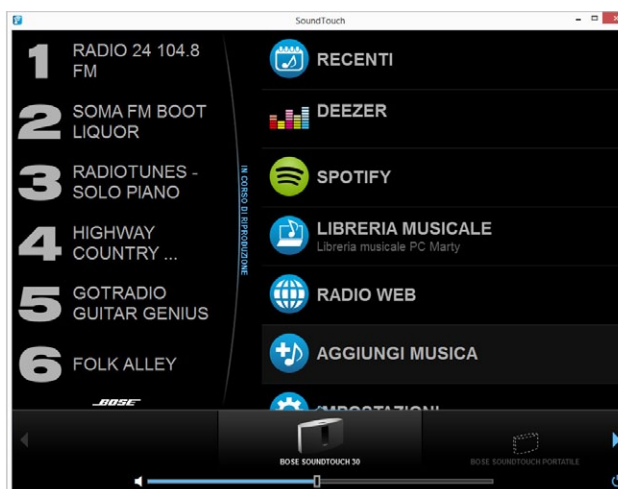 SoundTouch
1
RADIO 24 104.8
FM
2
SOMA FM BOOT
LIQUOR
3
RADIOTUNES -
SOLO PIANO
4
HIGHWAY
COUNTRY ...
5
GOTRADIO
GUITAR GENIUS
6
FOLK ALLEY
BOSE
IN CORSO DI RIPRODUZIONE
RECENTI
DEEZER
SPOTIFY
LIBRERIA MUSICALE
Libreria musicale PC Marty
RADIO WEB
AGGIUNGI MUSICA
IMPOSTAZIONI
BOSE SOUNDTOUCH 30
BOSE SOUNDTOUCH PORTATILE